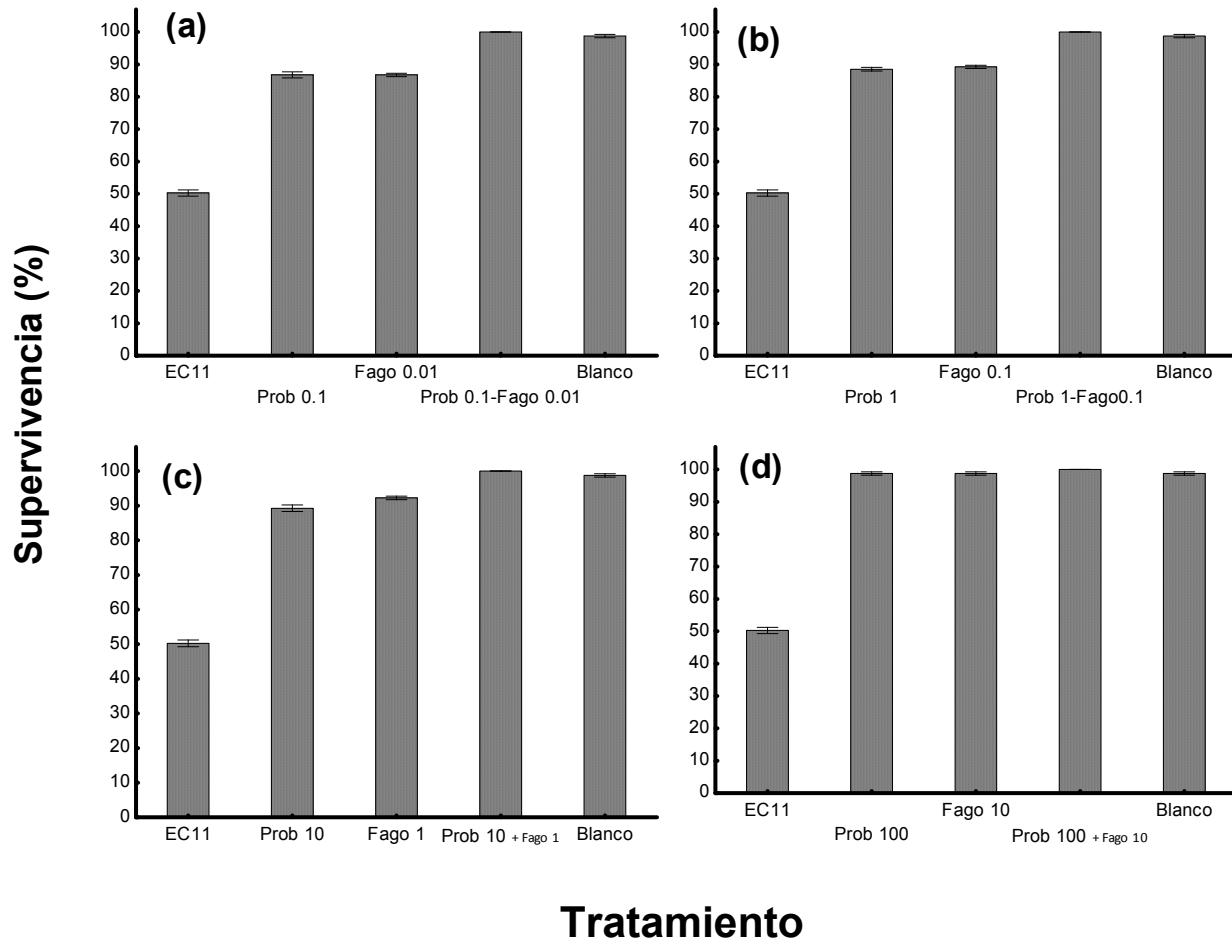 Supervivencia (%)
(a)
100
90
80
70
60
50
40
30
20
10
0
EC11
Fago 0.01
Blanco
Prob 0.1
Prob 0.1-Fago 0.01
(b)
100
90
80
70
60
50
40
30
20
10
0
EC11
Fago 0.1
Blanco
Prob 1
Prob 1-Fago0.1
(c)
100
90
80
70
60
50
40
30
20
10
0
EC11
Prob 10
Fago 1
Prob 10 + Fago 1
Blanco
(d)
100
90
80
70
60
50
40
30
20
10
0
EC11
Fago 10
Blanco
Prob 100
Prob 100 + Fago 10
Tratamiento